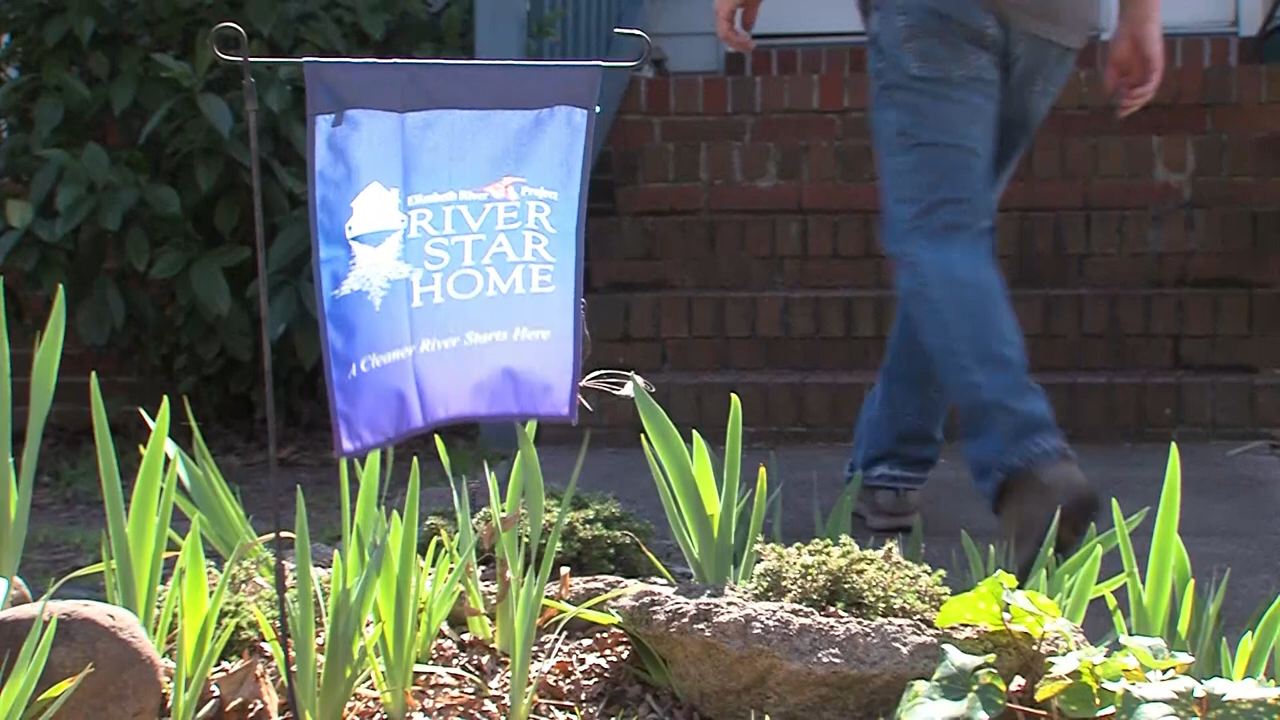 Elizabeth River Project
RIVER
STAR
HOME
A Cleaner River Starts Here